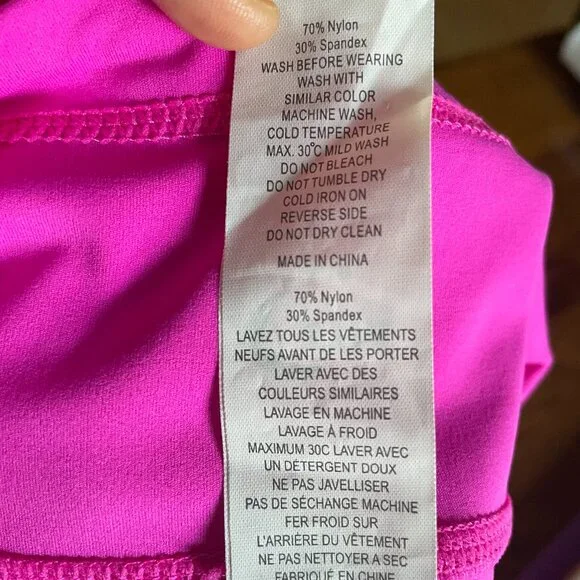 70% Nylon
30% Spandex
WASH BEFORE WEARING
WASH WITH
SIMILAR COLOR
MACHINE WASH,
COLD TEMPERATURE
MAX. 30°C MILD WASH
DO NOT BLEACH
DO NOT TUMBLE DRY
COLD IRON ON
REVERSE SIDE
DO NOT DRY CLEAN
MADE IN CHINA
70% Nylon
30% Spandex
LAVEZ TOUS LES VÊTEMENTS
NEUFS AVANT DE LES PORTER
LAVER AVEC DES
COULEURS SIMILAIRES
LAVAGE EN MACHINE
LAVAGE À FROID
MAXIMUM 30C LAVER AVEC
UN DÉTERGENT DOUX
NE PAS JAVELLISER
PAS DE SÉCHANGE MACHINE
FER FROID SUR
L'ARRIÈRE DU VÊTEMENT
NE PAS NETTOYER A SEC
FABRIQUÉ EN CHINE